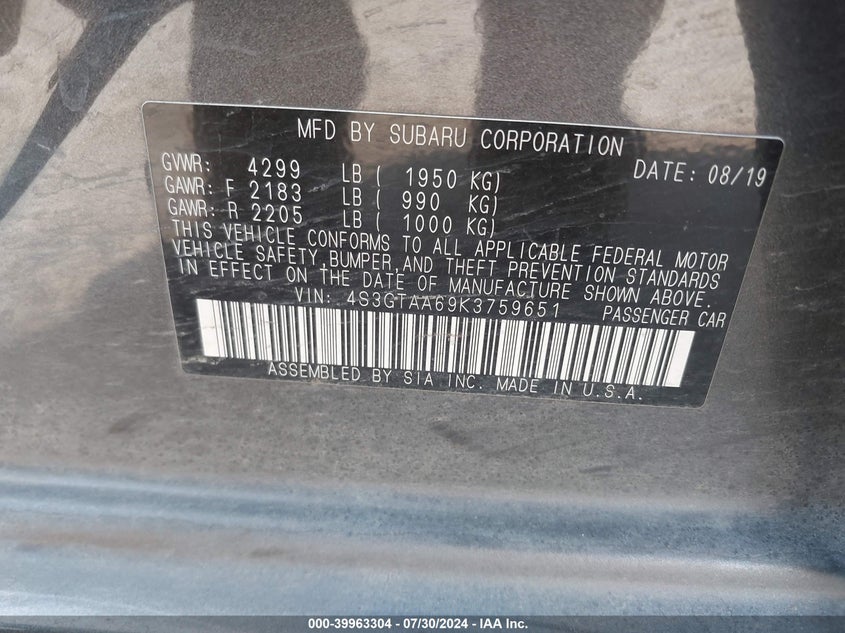 MFD BY SUBARU CORPORATION
GVWR: 4299 LB ( 1950 KG) DATE: 08/19
GAWR: F 2183 LB ( 990 KG)
GAWR: R 2205 LB ( 1000 KG)
THIS VEHICLE CONFORMS TO ALL APPLICABLE FEDERAL MOTOR
VEHICLE SAFETY,BUMPER,AND THEFT PREVENTION STANDARDS
IN EFFECT ON THE DATE OF MANUFACTURE SHOWN ABOVE.
VIN: 4S3GTAA69K3759651 PASSENGER CAR
ASSEMBLED BY SIA INC. MADE IN U.S.A.
000-39963304 - 07/30/2024 - IAA Inc.